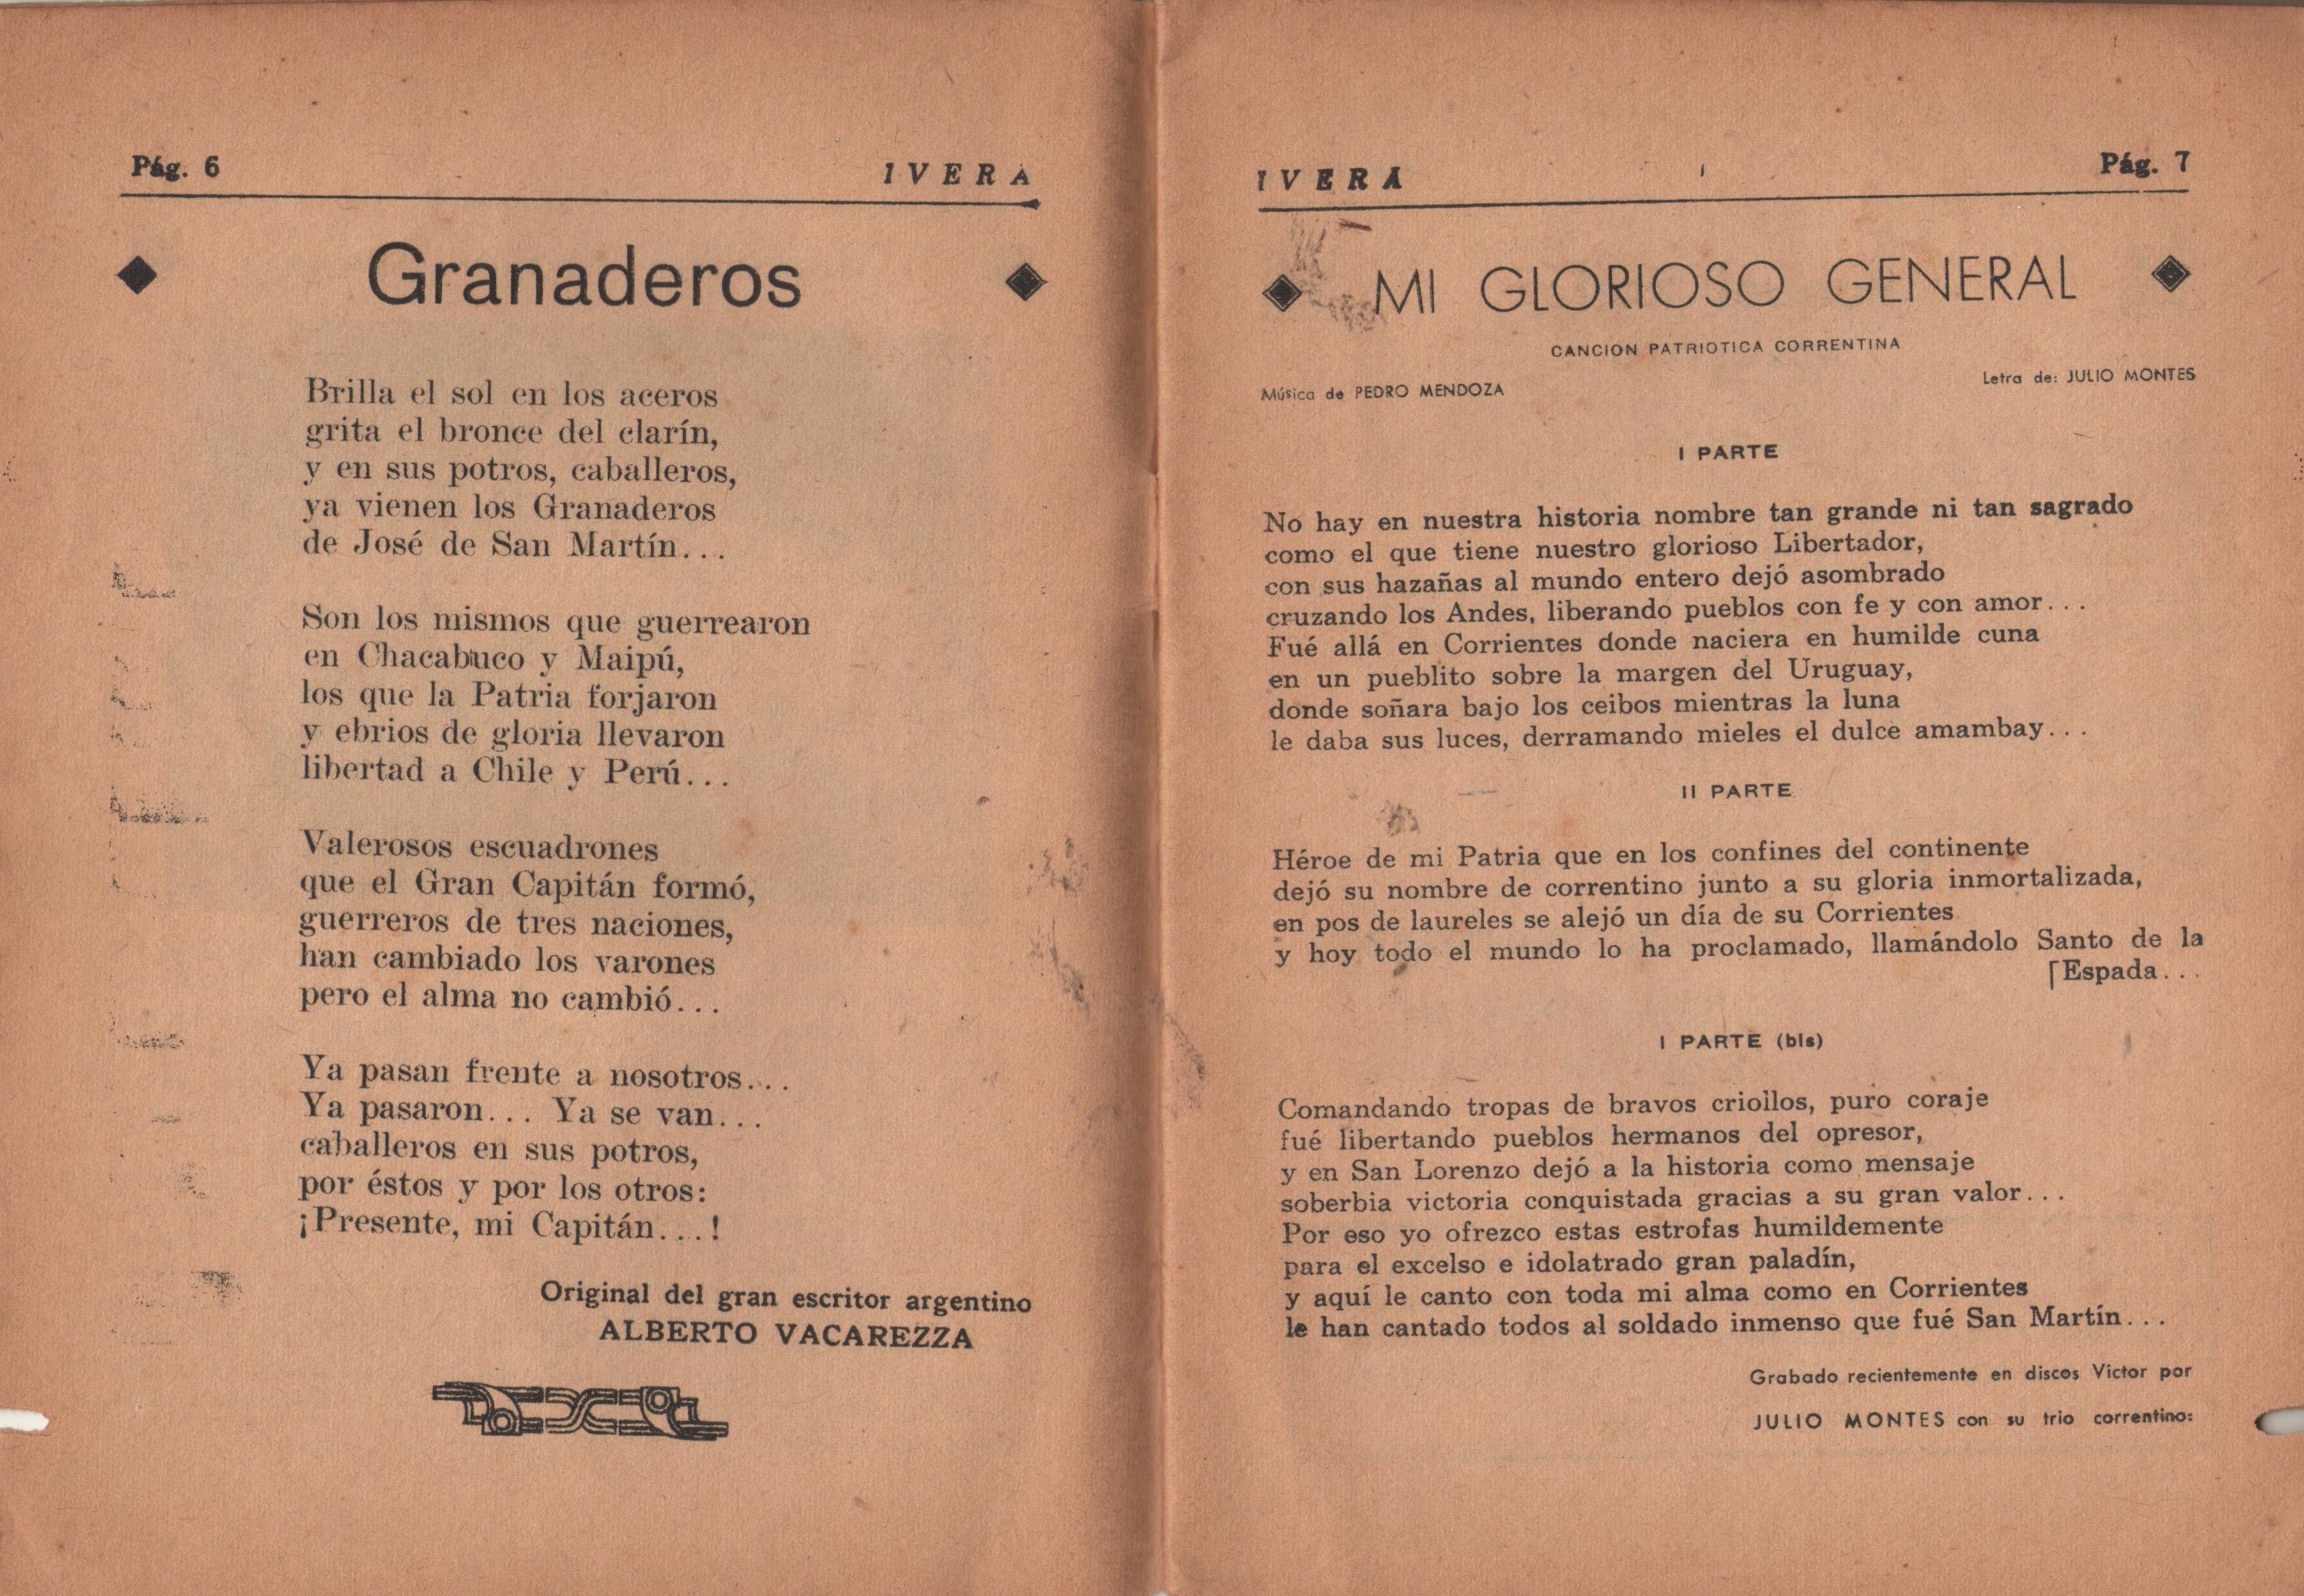 Pág. 6
IVERA
Granaderos
Brilla el sol en los aceros
grita el bronce del clarín,
y en sus potros, caballeros,
ya vienen los Granaderos
de José de San Martín...
Son los mismos que guerrearon
en Chacabuco y Maipú,
los que la Patria forjaron
y ebrios de gloria llevaron
libertad a Chile y Perú...
Valerosos escuadrones
que el Gran Capitán formó,
guerreros de tres naciones,
han cambiado los varones
pero el alma no cambió...
Ya pasan frente a nosotros...
Ya pasaron... Ya se van...
caballeros en sus potros,
por éstos y por los otros:
¡Presente, mi Capitán...!
Original del gran escritor argentino
ALBERTO VACAREZZA
IVERA
Pág. 7
MI GLORIOSO GENERAL
CANCION PATRIOTICA CORRENTINA
Música de PEDRO MENDOZA
Letra de: JULIO MONTES
I PARTE
No hay en nuestra historia nombre tan grande ni tan sagrado
como el que tiene nuestro glorioso Libertador,
con sus hazañas al mundo entero dejó asombrado
cruzando los Andes, liberando pueblos con fe y con amor...
Fué allá en Corrientes donde naciera en humilde cuna
en un pueblito sobre la margen del Uruguay,
donde soñara bajo los ceibos mientras la luna
le daba sus luces, derramando mieles el dulce amambay...
II PARTE
Héroe de mi Patria que en los confines del continente
dejó su nombre de correntino junto a su gloria inmortalizada,
en pos de laureles se alejó un día de su Corrientes
y hoy todo el mundo lo ha proclamado, llamándolo Santo de la
[Espada...
I PARTE (bis)
Comandando tropas de bravos criollos, puro coraje
fué libertando pueblos hermanos del opresor,
y en San Lorenzo dejó a la historia como mensaje
soberbia victoria conquistada gracias a su gran valor...
Por eso yo ofrezco estas estrofas humildemente
para el excelso e idolatrado gran paladín,
y aquí le canto con toda mi alma como en Corrientes
le han cantado todos al soldado inmenso que fué San Martín...
Grabado recientemente en discos Victor por
JULIO MONTES con su trio correntino: